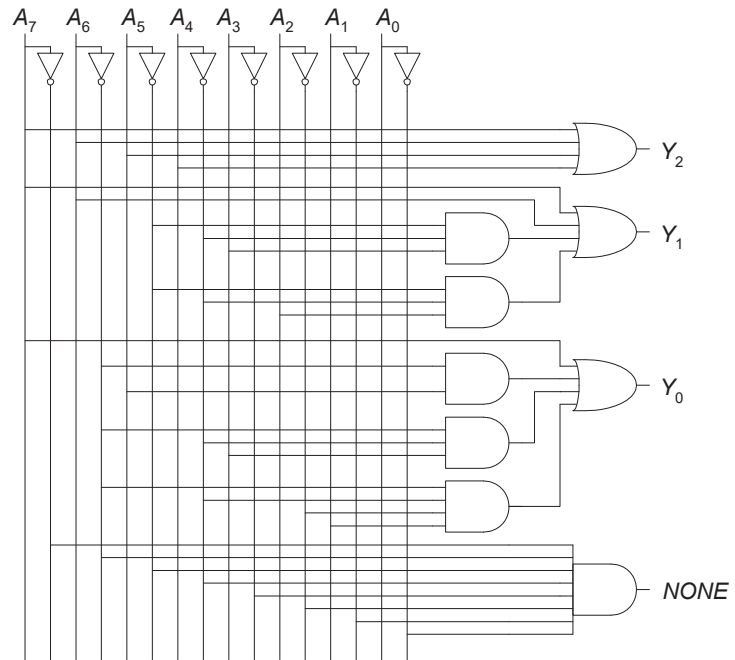 A₇ A₆ A₅ A₄ A₃ A₂ A₁ A₀
Y₂
Y₁
Y₀
NONE